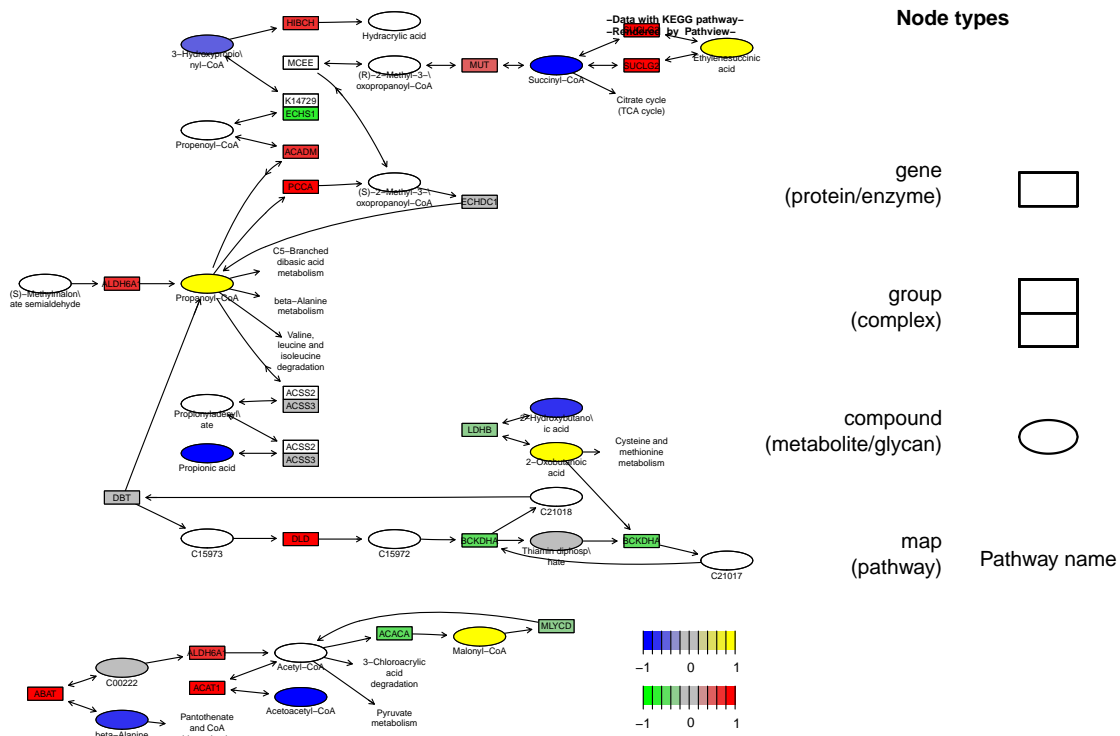 HIBCH
Hydracrylic acid
−Data with KEGG pathway−
−Rendered by Pathview−
Node types
3−Hydroxypropio\
nyl−CoA
MCEE
(R)−2−Methyl−3−\
oxopropanoyl−CoA
MUT
Succinyl−CoA
SUCLG2
Ethylenesuccinic
acid
Citrate cycle
(TCA cycle)
K14729
ECHS1
Propenoyl−CoA
ACADM
PCCA
(S)−2−Methyl−3−\
oxopropanoyl−CoA
ECHDC1
gene
(protein/enzyme)
C5−Branched
dibasic acid
metabolism
(S)−Methylmalon\
ate semialdehyde
ALDH6A1
Propanoyl−CoA
beta−Alanine
metabolism
group
(complex)
Valine,
leucine and
isoleucine
degradation
ACSS2
ACSS3
Propionyladenyl\
ate
ACSS2
ACSS3
Propionic acid
LDHB
2−Hydroxybutano\
ic acid
2−Oxobutanoic
acid
Cysteine and
methionine
metabolism
compound
(metabolite/glycan)
DBT
C21018
C15973
DLD
C15972
BCKDHA
Thiamin diphosp\
hate
BCKDHA
C21017
map
(pathway)
Pathway name
ACACA
Malonyl−CoA
MLYCD
ALDH6A1
Acetyl−CoA
3−Chloroacrylic
acid
degradation
C00222
ABAT
ACAT1
Acetoacetyl−CoA
Pyruvate
metabolism
beta−Alanine
Pantothenate
and CoA
−1 0 1
−1 0 1